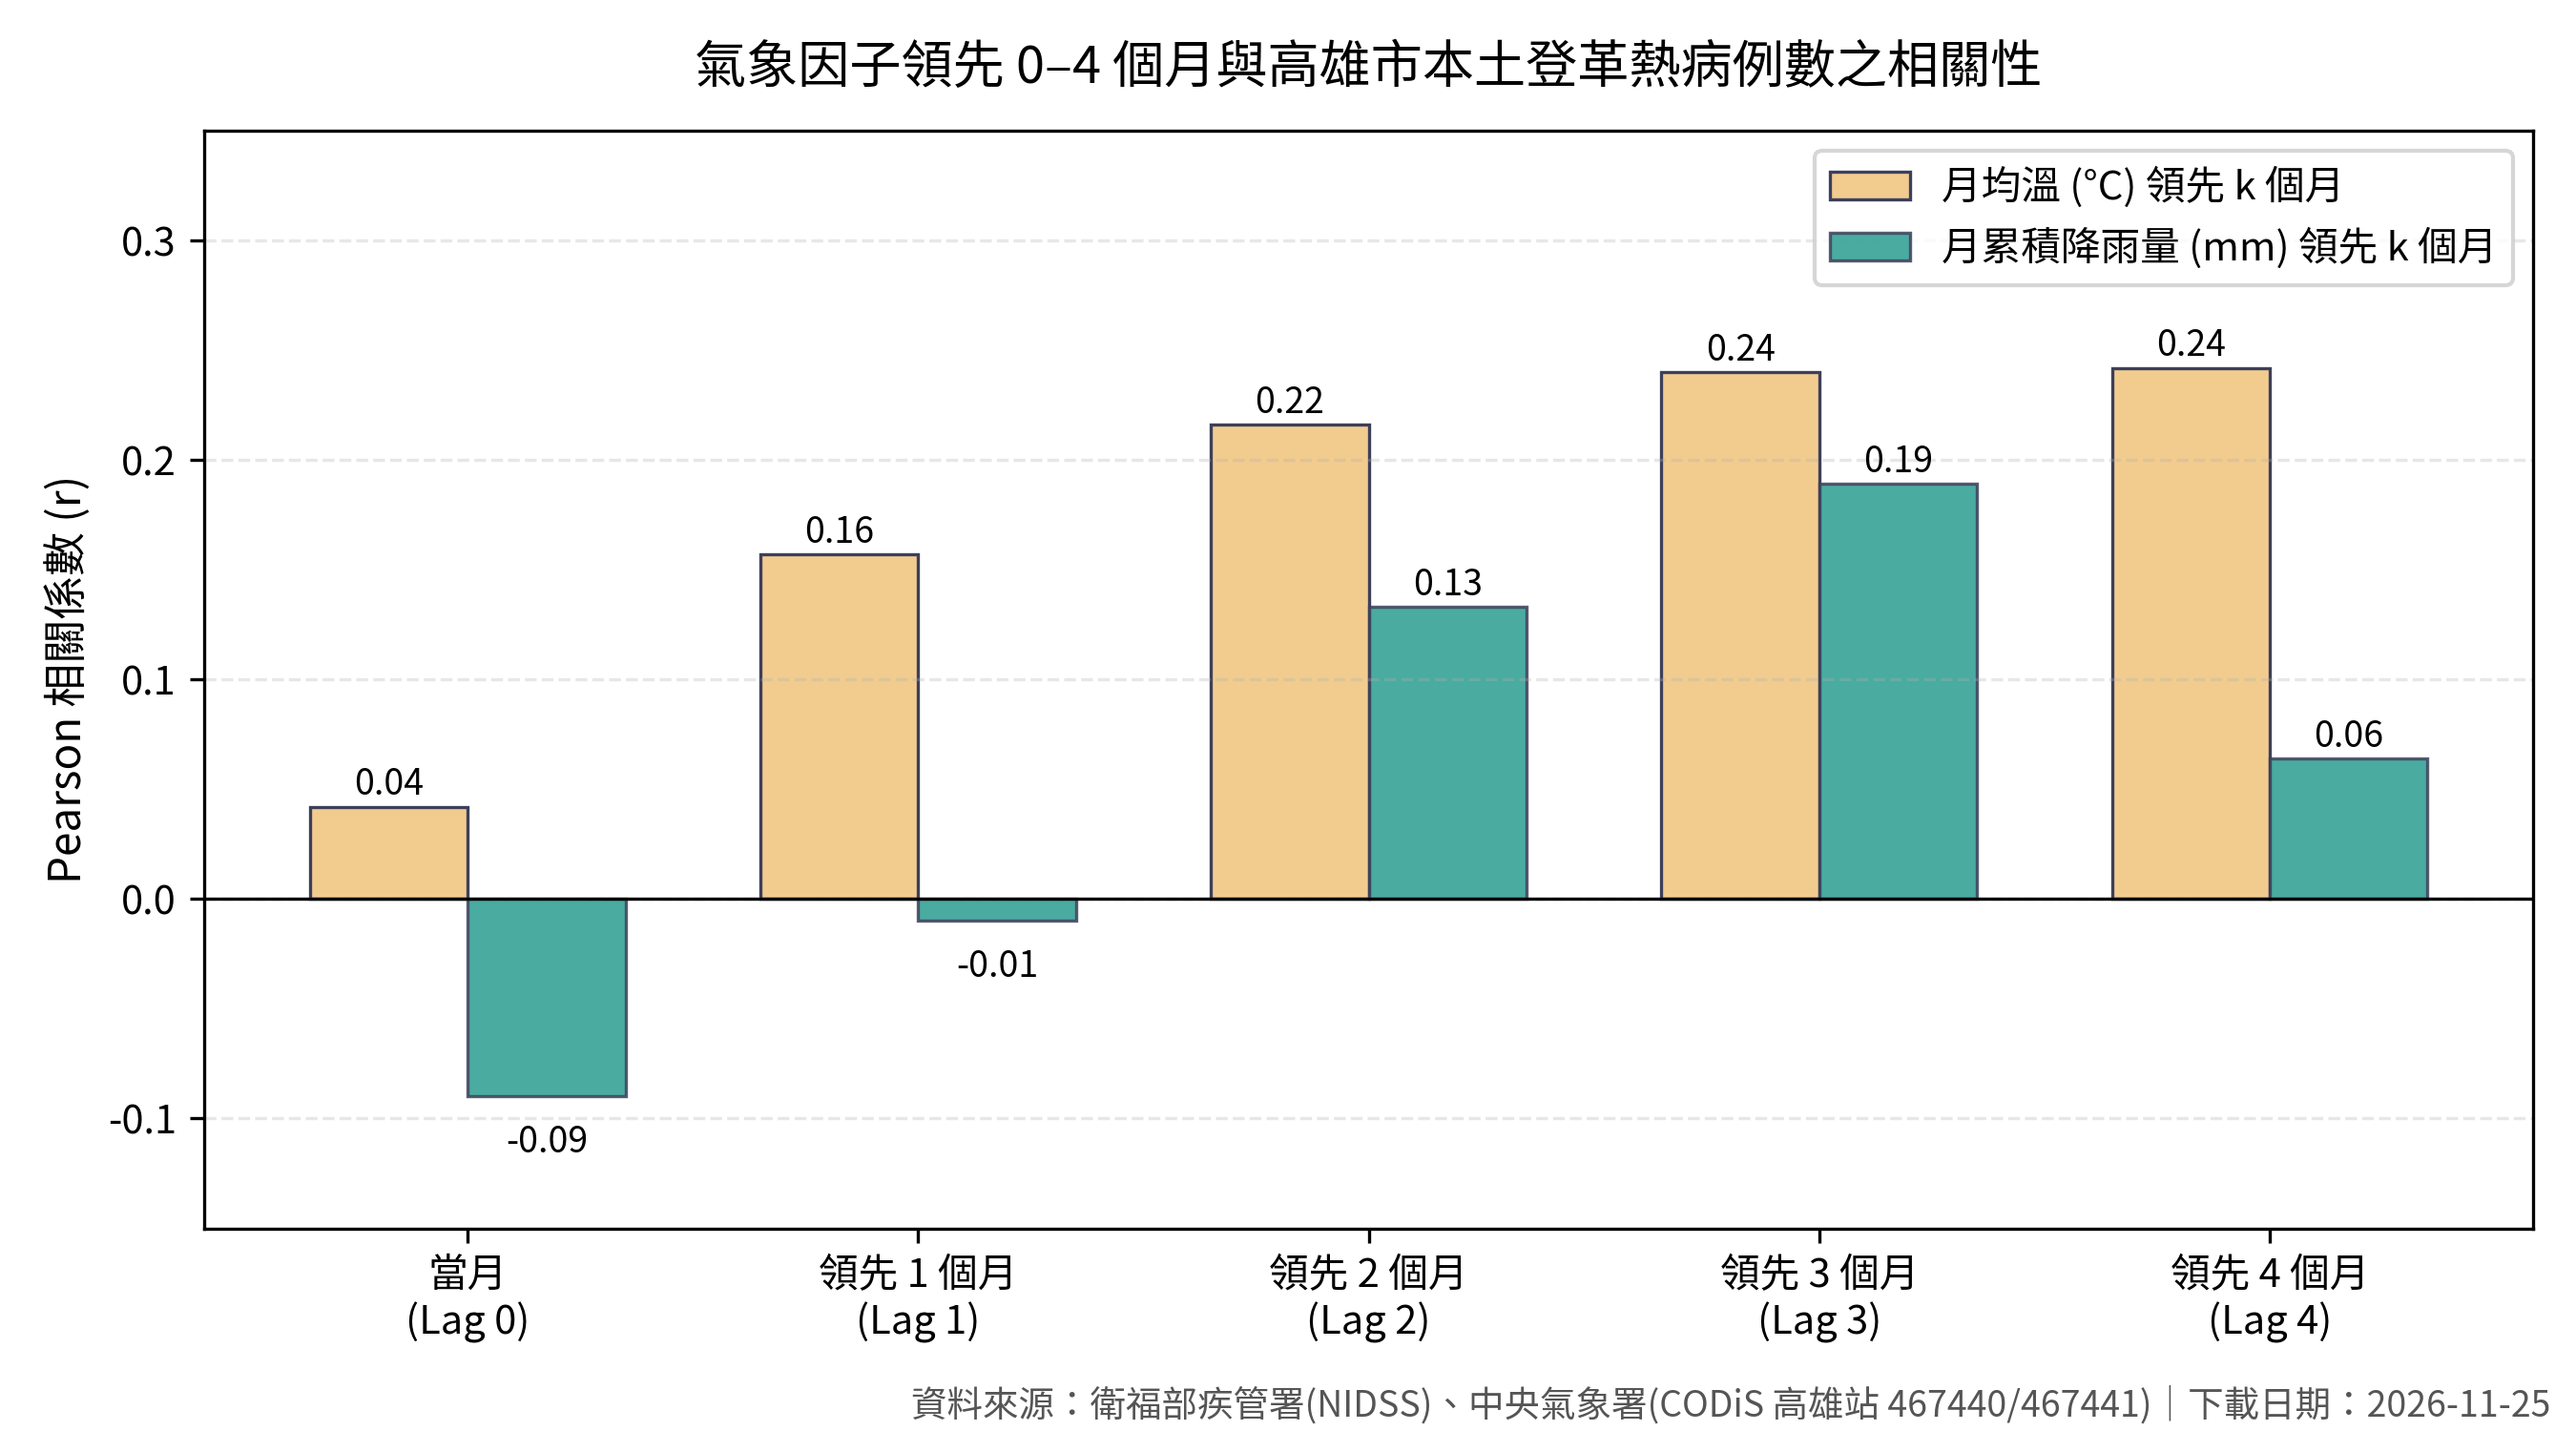 氣象因子領先 0–4 個月與高雄市本土登革熱病例數之相關性
月均溫 (°C) 領先 k 個月
月累積降雨量 (mm) 領先 k 個月
Pearson 相關係數 (r)
0.3
0.2
0.1
0.0
-0.1
0.04
-0.09
0.16
-0.01
0.22
0.13
0.24
0.19
0.24
0.06
當月
(Lag 0)
領先 1 個月
(Lag 1)
領先 2 個月
(Lag 2)
領先 3 個月
(Lag 3)
領先 4 個月
(Lag 4)
資料來源：衛福部疾管署(NIDSS)、中央氣象署(CODiS 高雄站 467440/467441)｜下載日期：2026-11-25